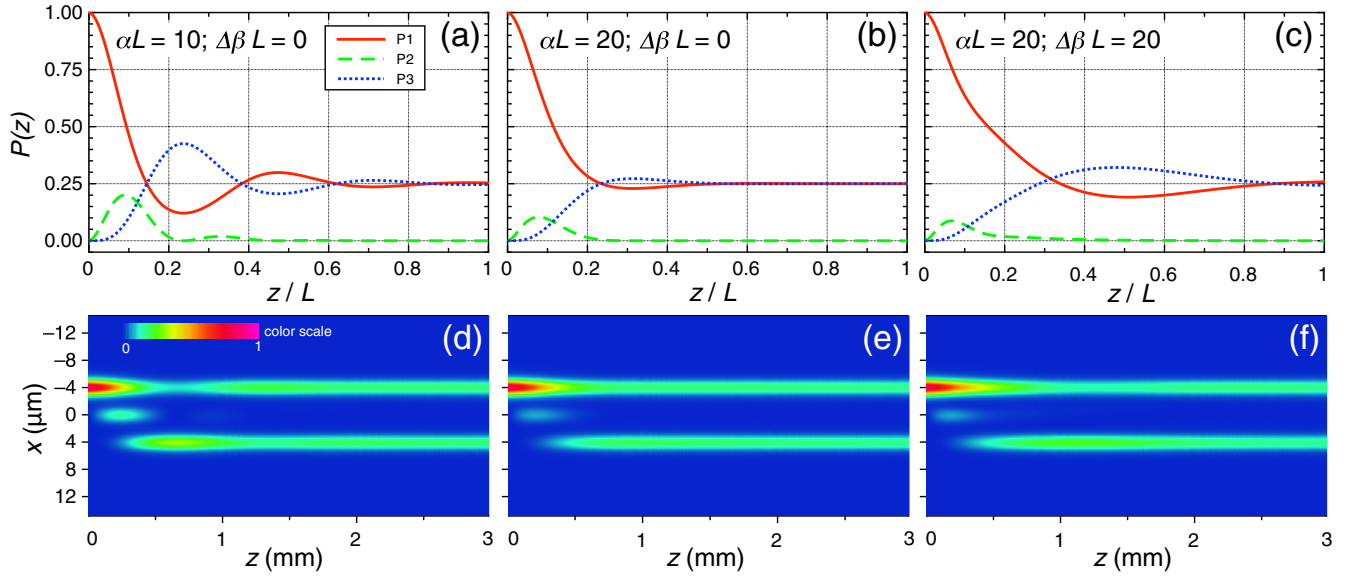 αL = 10; Δβ L = 0 (a)
P1
P2
P3
αL = 20; Δβ L = 0 (b)
αL = 20; Δβ L = 20 (c)
P(z)
1.00
0.75
0.50
0.25
0.00
0 0.2 0.4 0.6 0.8 1
z / L
0 0.2 0.4 0.6 0.8 1
z / L
0 0.2 0.4 0.6 0.8 1
z / L
color scale
0 1
(d)
(e)
(f)
x (μm)
−12
−8
−4
0
4
8
12
0 1 2 3
z (mm)
0 1 2 3
z (mm)
0 1 2 3
z (mm)